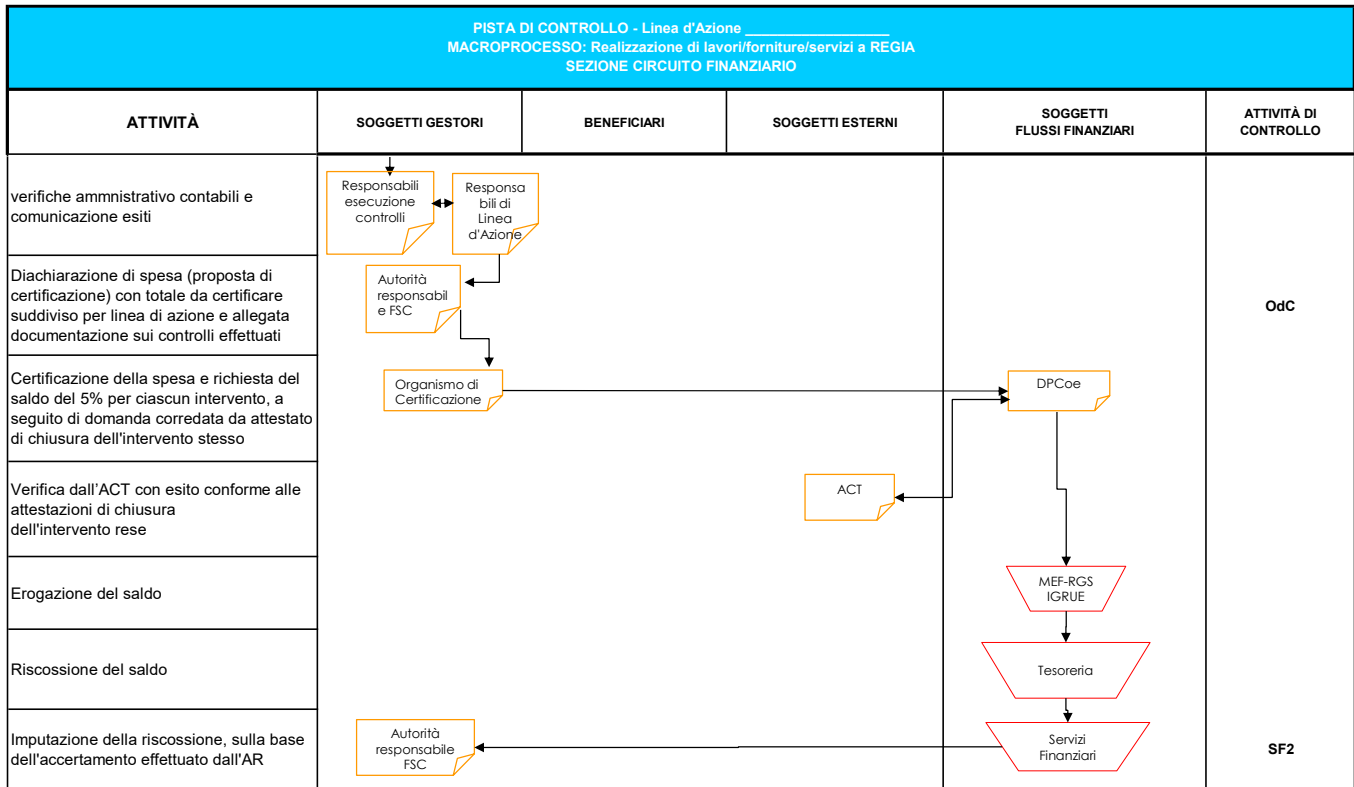 PISTA DI CONTROLLO - Linea d'Azione __________________
MACROPROCESSO: Realizzazione di lavori/forniture/servizi a REGIA
SEZIONE CIRCUITO FINANZIARIO
ATTIVITÀ
SOGGETTI GESTORI
BENEFICIARI
SOGGETTI ESTERNI
SOGGETTI
FLUSSI FINANZIARI
ATTIVITÀ DI
CONTROLLO
verifiche ammnistrativo contabili e
comunicazione esiti
Responsabili
esecuzione
controlli
Responsa
bili di
Linea
d'Azione
Diachiarazione di spesa (proposta di
certificazione) con totale da certificare
suddiviso per linea di azione e allegata
documentazione sui controlli effettuati
Autorità
responsabil
e FSC
OdC
Certificazione della spesa e richiesta del
saldo del 5% per ciascun intervento, a
seguito di domanda corredata da attestato
di chiusura dell'intervento stesso
Organismo di
Certificazione
DPCoe
Verifica dall'ACT con esito conforme alle
attestazioni di chiusura
dell'intervento rese
ACT
Erogazione del saldo
MEF-RGS
IGRUE
Riscossione del saldo
Tesoreria
Imputazione della riscossione, sulla base
dell'accertamento effettuato dall'AR
Autorità
responsabile
FSC
Servizi
Finanziari
SF2